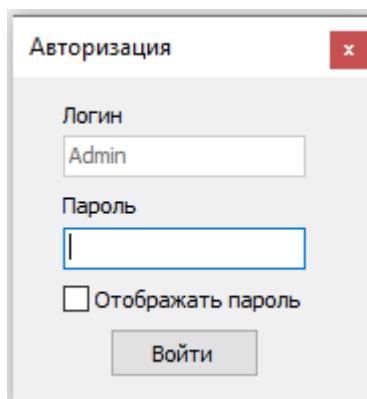 Авторизация
x
Логин
Admin
Пароль
Отображать пароль
Войти